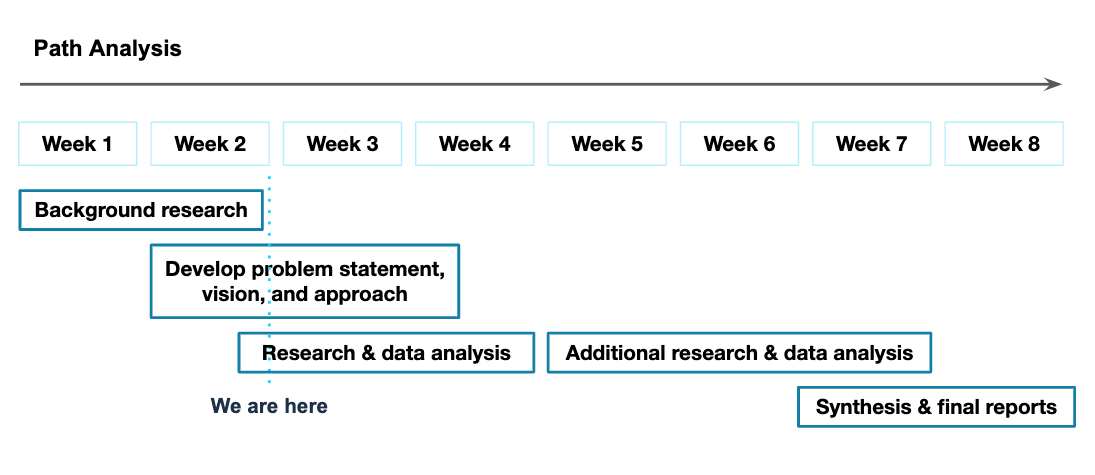 Path Analysis
Week 1
Week 2
Week 3
Week 4
Week 5
Week 6
Week 7
Week 8
Background research
Develop problem statement,
vision, and approach
Research & data analysis
Additional research & data analysis
We are here
Synthesis & final reports